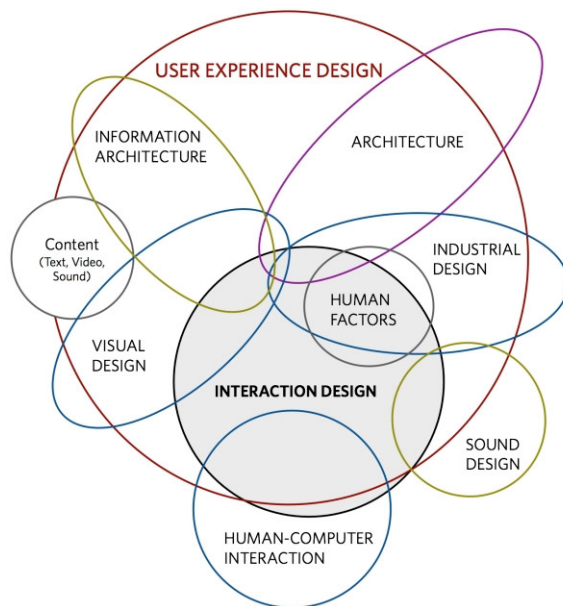 USER EXPERIENCE DESIGN
INFORMATION
ARCHITECTURE
ARCHITECTURE
Content
(Text, Video,
Sound)
INDUSTRIAL
DESIGN
HUMAN
FACTORS
VISUAL
DESIGN
INTERACTION DESIGN
SOUND
DESIGN
HUMAN-COMPUTER
INTERACTION